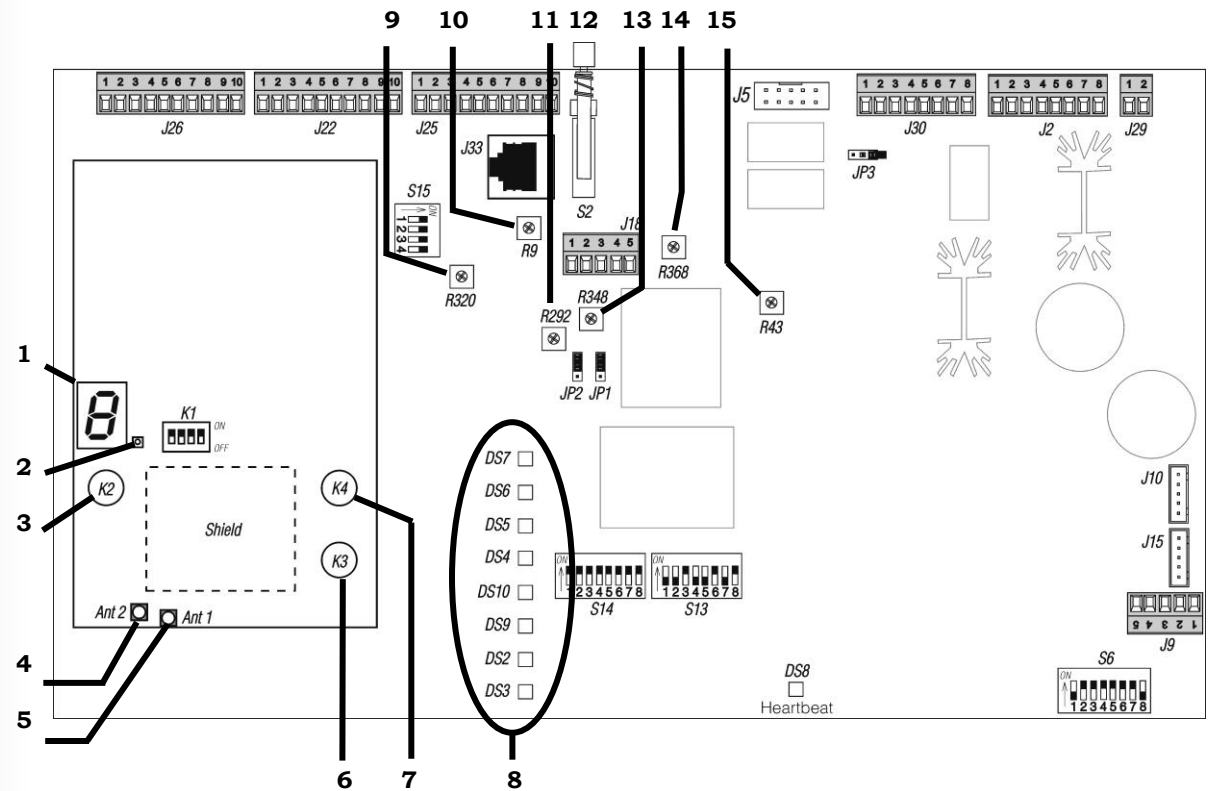 9 10 11 12 13 14 15
1 2 3 4 5 6 7 8 9 10
J26
1 2 3 4 5 6 7 8 9 10
J22
1 2 3 4 5 6 7 8 9 10
J25
J5
1 2 3 4 5 6 7 8
J30
1 2 3 4 5 6 7 8
J2
1 2
J29
J33
JP3
S15
ON
1
2
3
4
S2
J18
1 2 3 4 5
R9
R368
R320
R348
R292
R43
1
JP2 JP1
8
K1
ON
OFF
2
K2
K4
3
Shield
K3
DS7
DS6
DS5
DS4
DS10
DS9
DS2
DS3
ON
1 2 3 4 5 6 7 8
S14
ON
1 2 3 4 5 6 7 8
S13
J10
J15
5 4 3 2 1
J9
Ant 2
Ant 1
4
5
DS8
Heartbeat
S6
ON
1 2 3 4 5 6 7 8
6 7 8